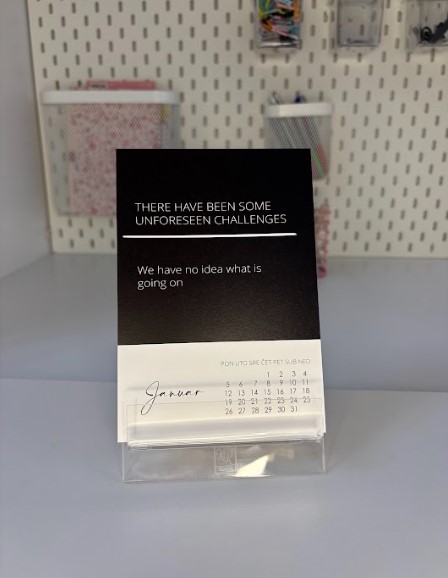 THERE HAVE BEEN SOME
UNFORESEEN CHALLENGES
We have no idea what is
going on
PON UTO SRE ČET PET SUB NED
Januar
1 2 3 4
5 6 7 8 9 10 11
12 13 14 15 16 17 18
19 20 21 22 23 24 25
26 27 28 29 30 31